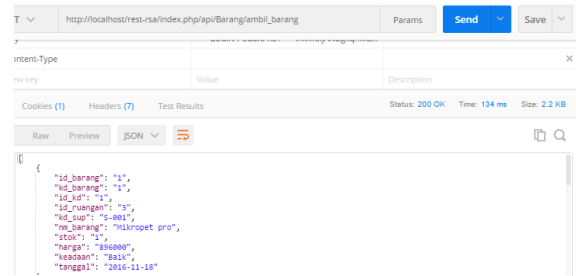 T http://localhost/rest-rsa/index.php/api/Barang/ambil_barang Params Send Save
ontent-Type
ew key Value Description
Cookies (1) Headers (7) Test Results Status: 200 OK Time: 134 ms Size: 2.2 KB
Raw Preview JSON
[
{
"id_barang": "1",
"kd_barang": "1",
"id_kd": "1",
"id_ruangan": "3",
"kd_sup": "S-001",
"nm_barang": "Mikropet pro",
"stok": "1",
"harga": "896000",
"keadaan": "Baik",
"tanggal": "2016-11-18"